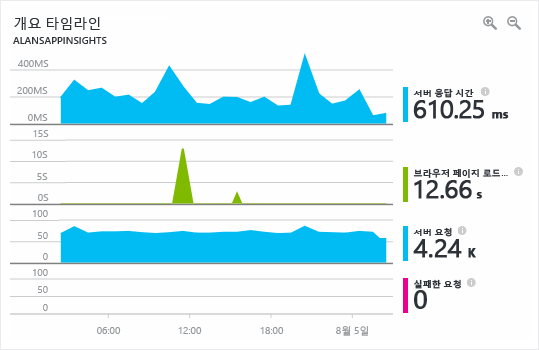 개요 타임라인
ALANSAPPINSIGHTS
400MS
200MS
0MS
서버 응답 시간
610.25 ms
15S
10S
5S
0S
브라우저 페이지 로드...
12.66 s
100
50
0
서버 요청
4.24 K
100
50
0
실패한 요청
0
06:00 12:00 18:00 8월 5일